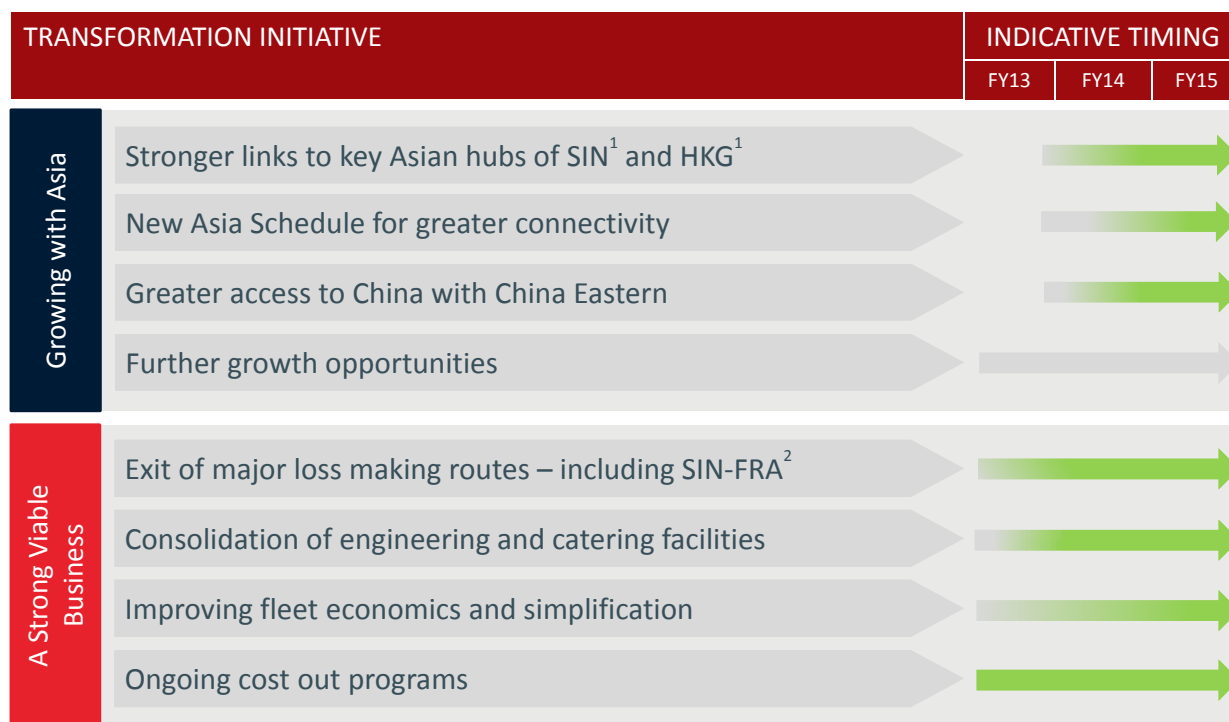 TRANSFORMATION INITIATIVE
INDICATIVE TIMING
FY13
FY14
FY15
Growing with Asia
Stronger links to key Asian hubs of SIN¹ and HKG¹
New Asia Schedule for greater connectivity
Greater access to China with China Eastern
Further growth opportunities
A Strong Viable
Business
Exit of major loss making routes – including SIN-FRA²
Consolidation of engineering and catering facilities
Improving fleet economics and simplification
Ongoing cost out programs